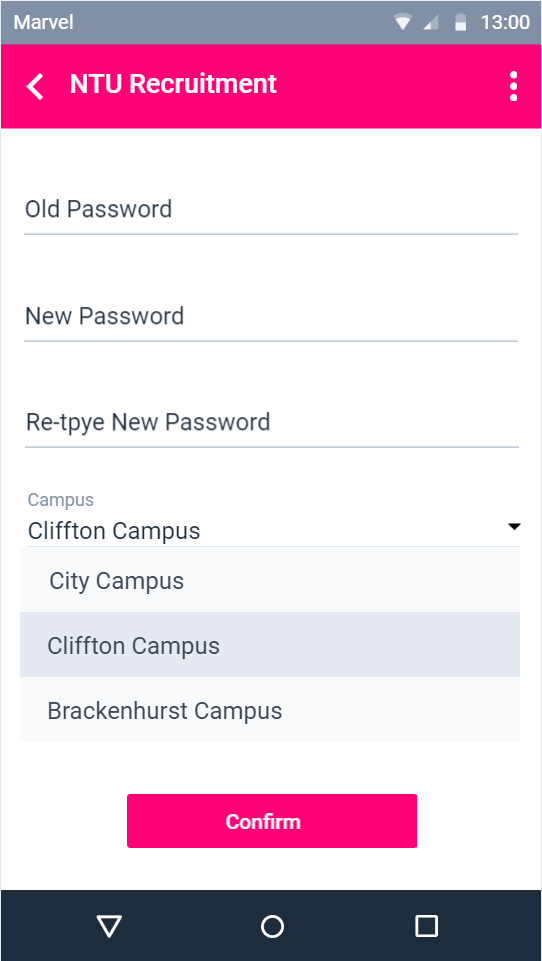 Marvel 13:00
NTU Recruitment
Old Password
New Password
Re-tpye New Password
Campus
Cliffton Campus
City Campus
Cliffton Campus
Brackenhurst Campus
Confirm